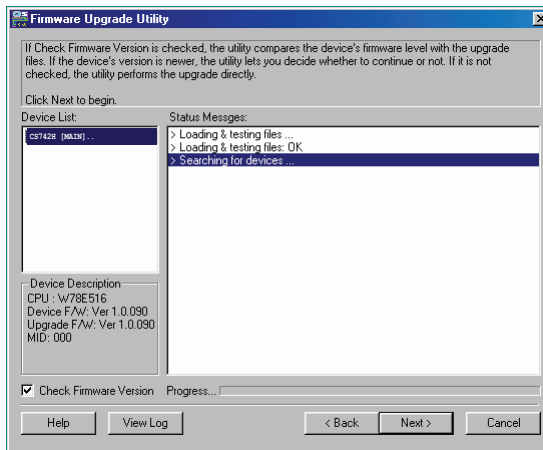 Firmware Upgrade Utility
If Check Firmware Version is checked, the utility compares the device's firmware level with the upgrade
files. If the device's version is newer, the utility lets you decide whether to continue or not. If it is not
checked, the utility performs the upgrade directly.
Click Next to begin.
Device List:
Status Messges:
CS742H [MAIN]..
> Loading & testing files ...
> Loading & testing files: OK
> Searching for devices ...
Device Description
CPU : W78E516
Device F/W: Ver 1.0.090
Upgrade F/W: Ver 1.0.090
MID: 000
Check Firmware Version
Progress...
Help
View Log
< Back
Next >
Cancel